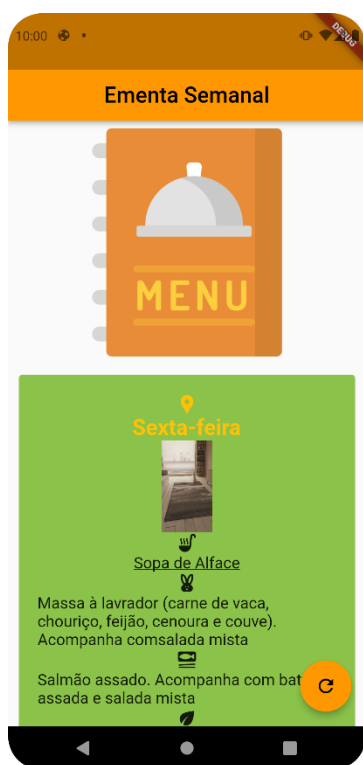 10:00
DEBUG
Ementa Semanal
MENU
Sexta-feira
Sopa de Alface
Massa à lavrador (carne de vaca,
chouriço, feijão, cenoura e couve).
Acompanha comsalada mista
Salmão assado. Acompanha com bat
assada e salada mista